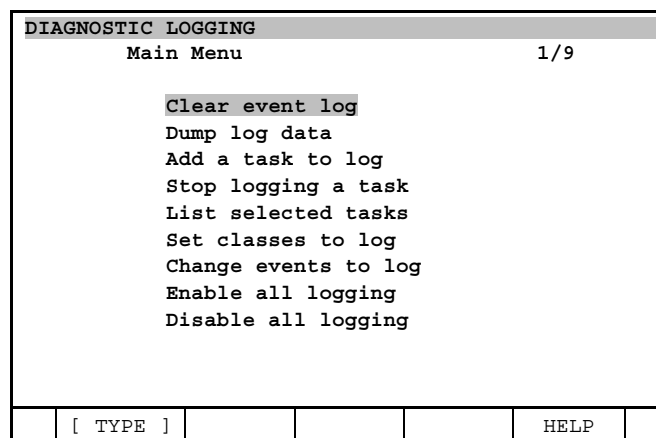 DIAGNOSTIC LOGGING
Main Menu 1/9
Clear event log
Dump log data
Add a task to log
Stop logging a task
List selected tasks
Set classes to log
Change events to log
Enable all logging
Disable all logging
[ TYPE ] HELP